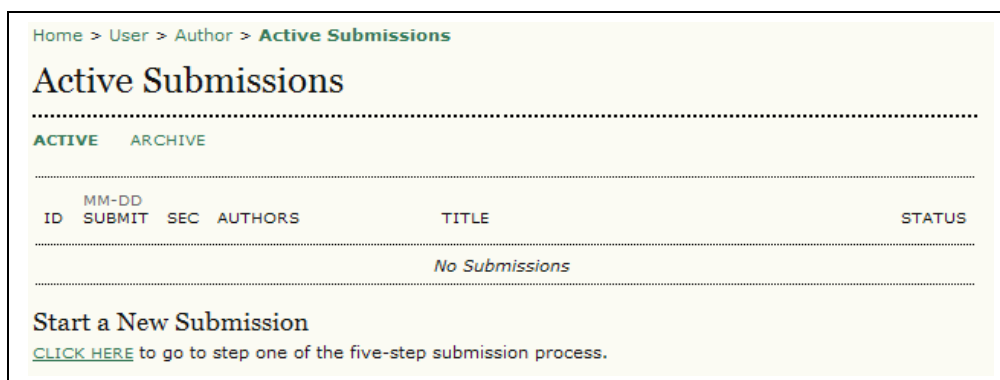 Home > User > Author > Active Submissions
Active Submissions
ACTIVE ARCHIVE
MM-DD
ID SUBMIT SEC AUTHORS TITLE STATUS
No Submissions
Start a New Submission
CLICK HERE to go to step one of the five-step submission process.